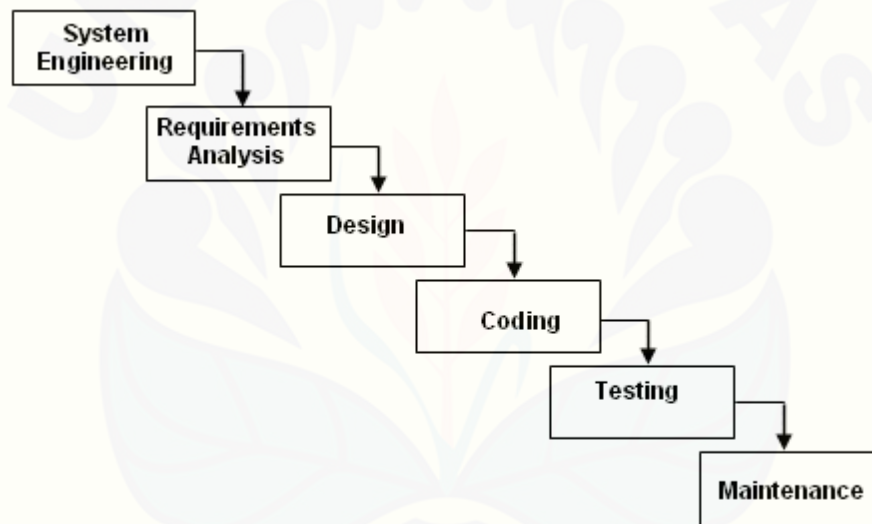 System
Engineering
Requirements
Analysis
Design
Coding
Testing
Maintenance